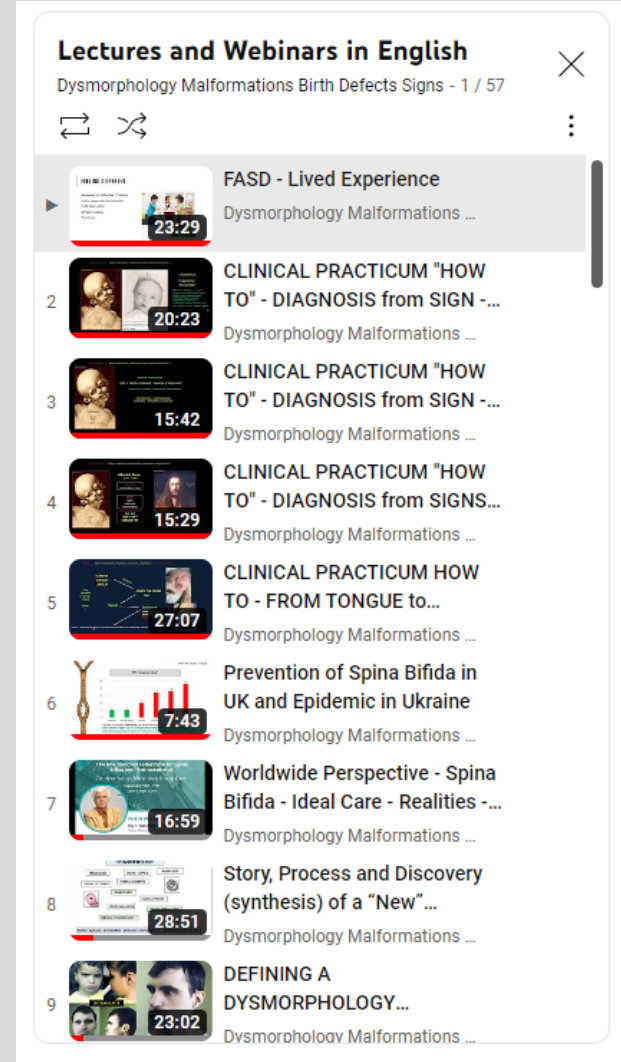 Lectures and Webinars in English
Dysmorphology Malformations Birth Defects Signs - 1 / 57
FASD - Lived Experience
Dysmorphology Malformations ...
23:29
2
CLINICAL PRACTICUM "HOW
TO" - DIAGNOSIS from SIGN -...
Dysmorphology Malformations ...
20:23
3
CLINICAL PRACTICUM "HOW
TO" - DIAGNOSIS from SIGN -...
Dysmorphology Malformations ...
15:42
4
CLINICAL PRACTICUM "HOW
TO" - DIAGNOSIS from SIGNS...
Dysmorphology Malformations ...
15:29
5
CLINICAL PRACTICUM HOW
TO - FROM TONGUE to...
Dysmorphology Malformations ...
27:07
6
Prevention of Spina Bifida in
UK and Epidemic in Ukraine
Dysmorphology Malformations ...
7:43
7
Worldwide Perspective - Spina
Bifida - Ideal Care - Realities -...
Dysmorphology Malformations ...
16:59
8
Story, Process and Discovery
(synthesis) of a “New”...
Dysmorphology Malformations ...
28:51
9
DEFINING A
DYSMORPHOLOGY...
Dysmorphology Malformations ...
23:02